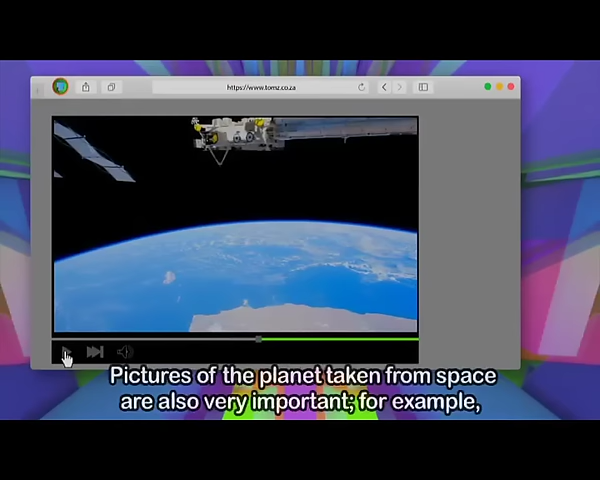 https://www.tomz.co.za
Pictures of the planet taken from space
are also very important; for example,